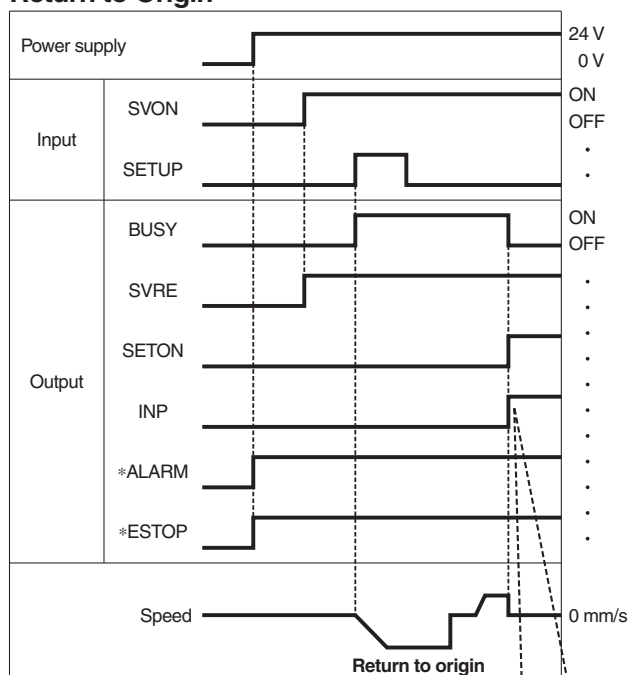 Return to Origin
Power supply
24 V
0 V
Input
SVON
ON
OFF
SETUP
Output
BUSY
ON
OFF
SVRE
SETON
INP
*ALARM
*ESTOP
Speed
0 mm/s
Return to origin